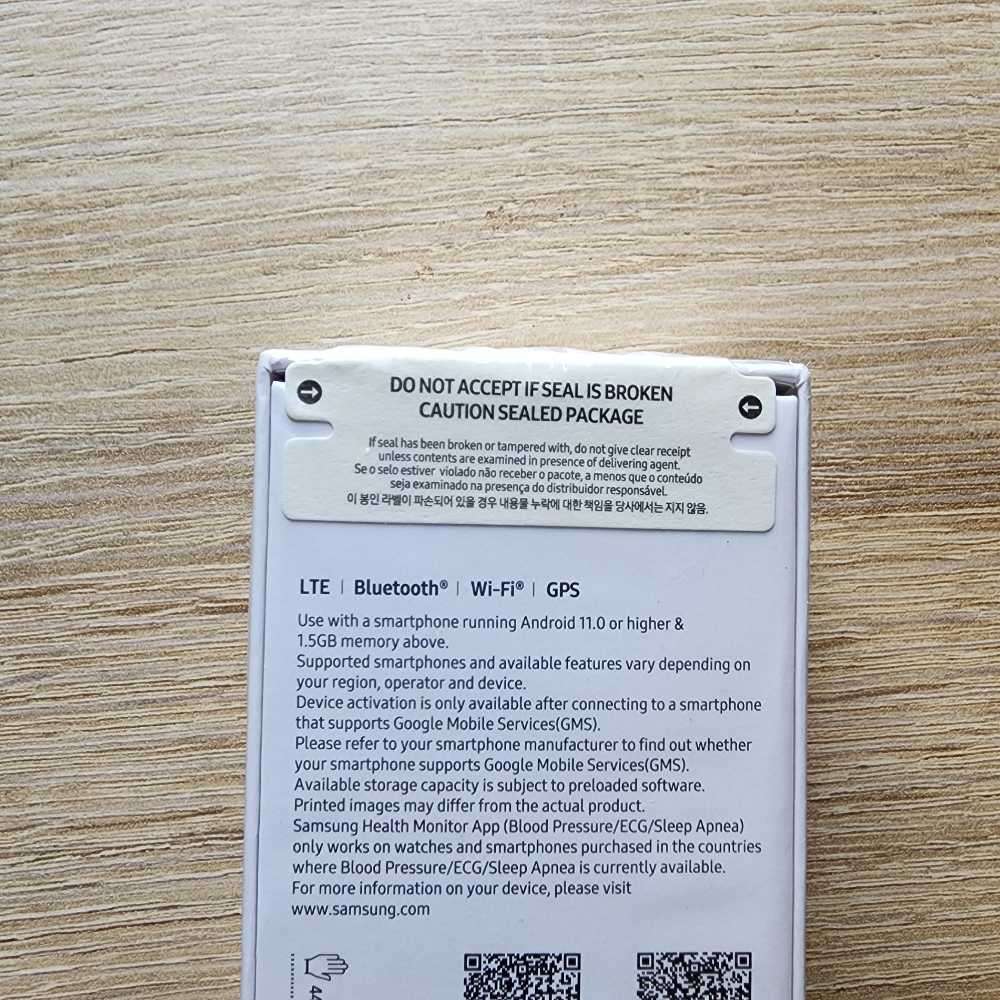 DO NOT ACCEPT IF SEAL IS BROKEN
CAUTION SEALED PACKAGE
If seal has been broken or tampered with, do not give clear receipt
unless contents are examined in presence of delivering agent.
Se o selo estiver violado não receber o pacote, a menos que o conteúdo
seja examinado na presença do distribuidor responsável.
이 봉인 라벨이 파손되어 있을 경우 내용물 누락에 대한 책임을 당사에서는 지지 않음.
LTE | Bluetooth® | Wi-Fi® | GPS
Use with a smartphone running Android 11.0 or higher &
1.5GB memory above.
Supported smartphones and available features vary depending on
your region, operator and device.
Device activation is only available after connecting to a smartphone
that supports Google Mobile Services(GMS).
Please refer to your smartphone manufacturer to find out whether
your smartphone supports Google Mobile Services(GMS).
Available storage capacity is subject to preloaded software.
Printed images may differ from the actual product.
Samsung Health Monitor App (Blood Pressure/ECG/Sleep Apnea)
only works on watches and smartphones purchased in the countries
where Blood Pressure/ECG/Sleep Apnea is currently available.
For more information on your device, please visit
www.samsung.com